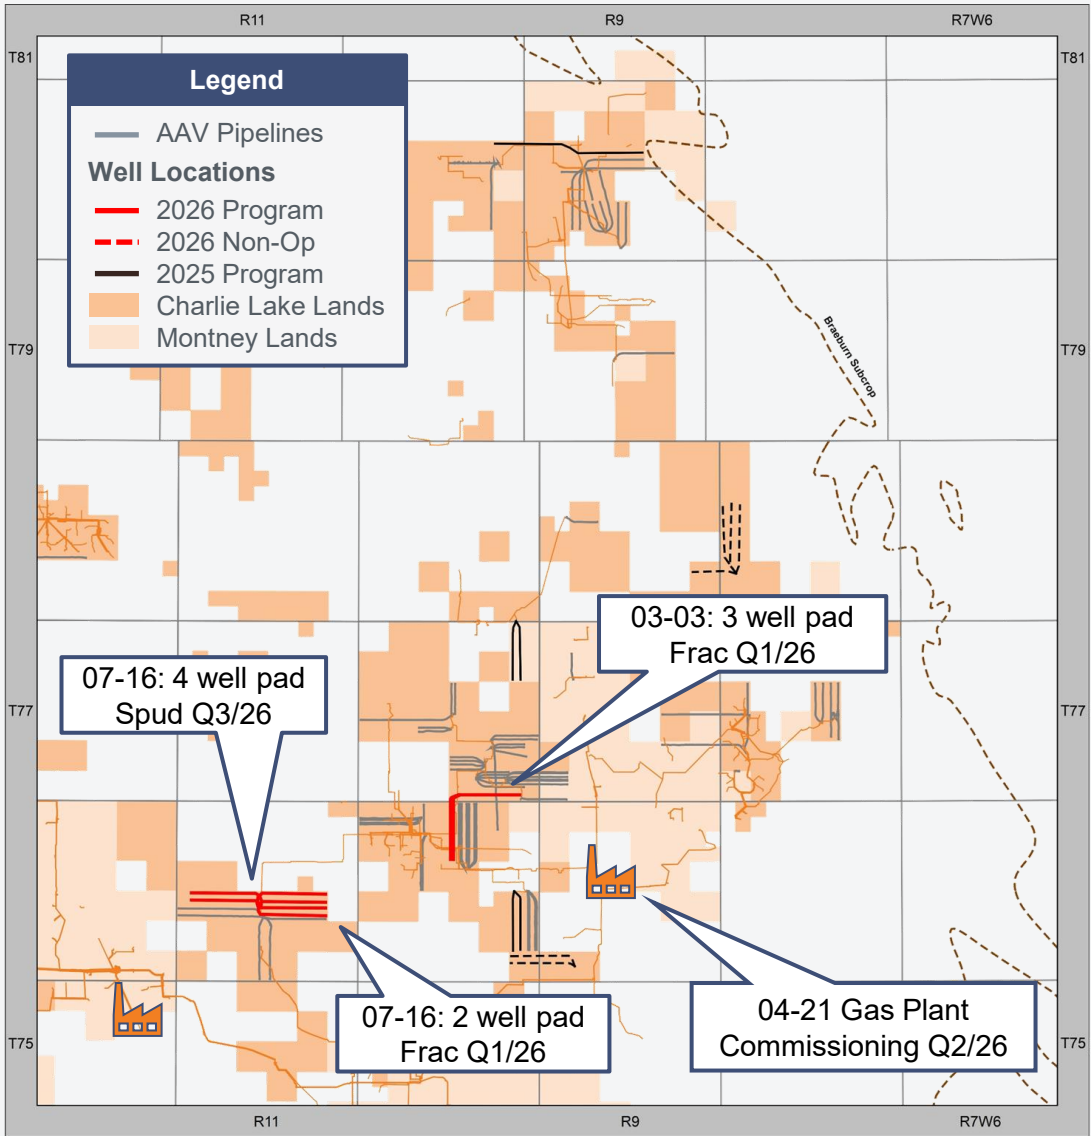 R11
R9
R7W6
T81
T81
Legend
AAV Pipelines
Well Locations
2026 Program
2026 Non-Op
2025 Program
Charlie Lake Lands
Montney Lands
T79
T79
Braeburn Subcrop
03-03: 3 well pad
Frac Q1/26
07-16: 4 well pad
Spud Q3/26
T77
T77
07-16: 2 well pad
Frac Q1/26
04-21 Gas Plant
Commissioning Q2/26
T75
T75
R11
R9
R7W6